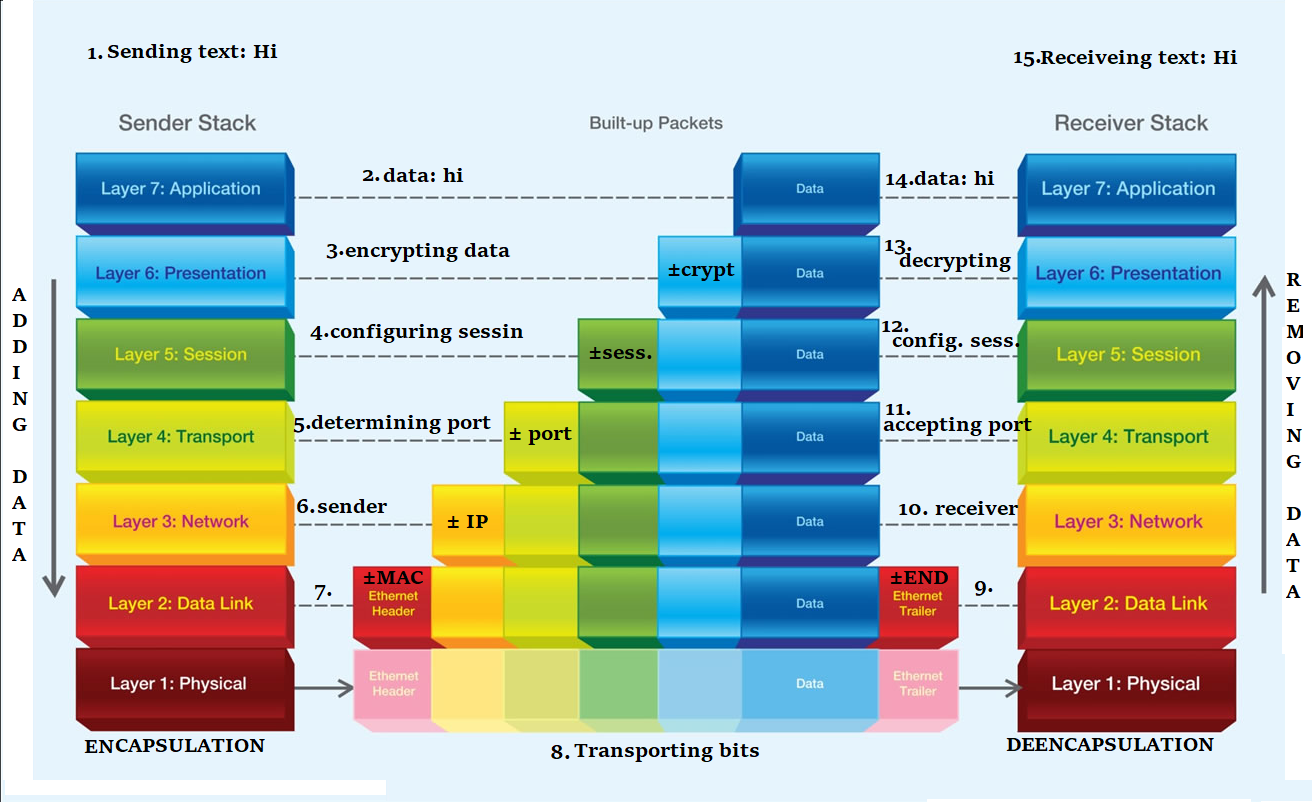 1. Sending text: Hi
15.Receiveing text: Hi
Sender Stack
Built-up Packets
Receiver Stack
Layer 7: Application
2. data: hi
Data
14.data: hi
Layer 7: Application
Layer 6: Presentation
3.encrypting data
±crypt
Data
13.
decrypting
Layer 6: Presentation
Layer 5: Session
4.configuring sessin
±sess.
Data
12.
config. sess.
Layer 5: Session
Layer 4: Transport
5.determining port
± port
Data
11.
accepting port
Layer 4: Transport
Layer 3: Network
6.sender
± IP
Data
10. receiver
Layer 3: Network
Layer 2: Data Link
7.
±MAC
Ethernet
Header
Data
±END
Ethernet
Trailer
9.
Layer 2: Data Link
Layer 1: Physical
Ethernet
Header
Data
Ethernet
Trailer
Layer 1: Physical
ENCAPSULATION
8. Transporting bits
DEENCAPSULATION
ADDING DATA
REMOVING DATA